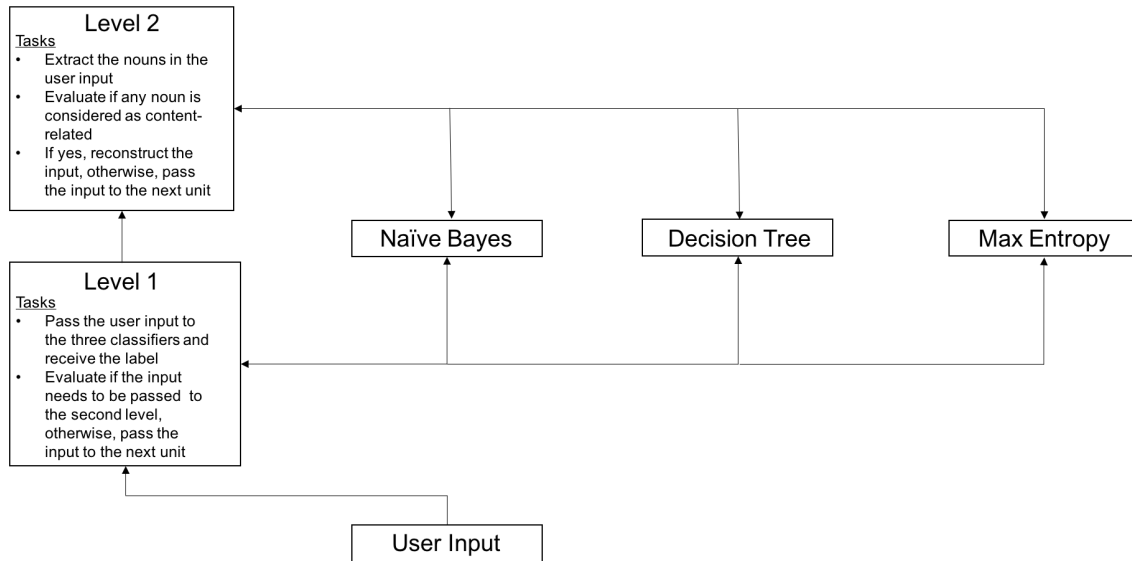 Level 2
Tasks
• Extract the nouns in the
user input
• Evaluate if any noun is
considered as content-
related
• If yes, reconstruct the
input, otherwise, pass
the input to the next unit
Naïve Bayes
Decision Tree
Max Entropy
Level 1
Tasks
• Pass the user input to
the three classifiers and
receive the label
• Evaluate if the input
needs to be passed to
the second level,
otherwise, pass the
input to the next unit
User Input